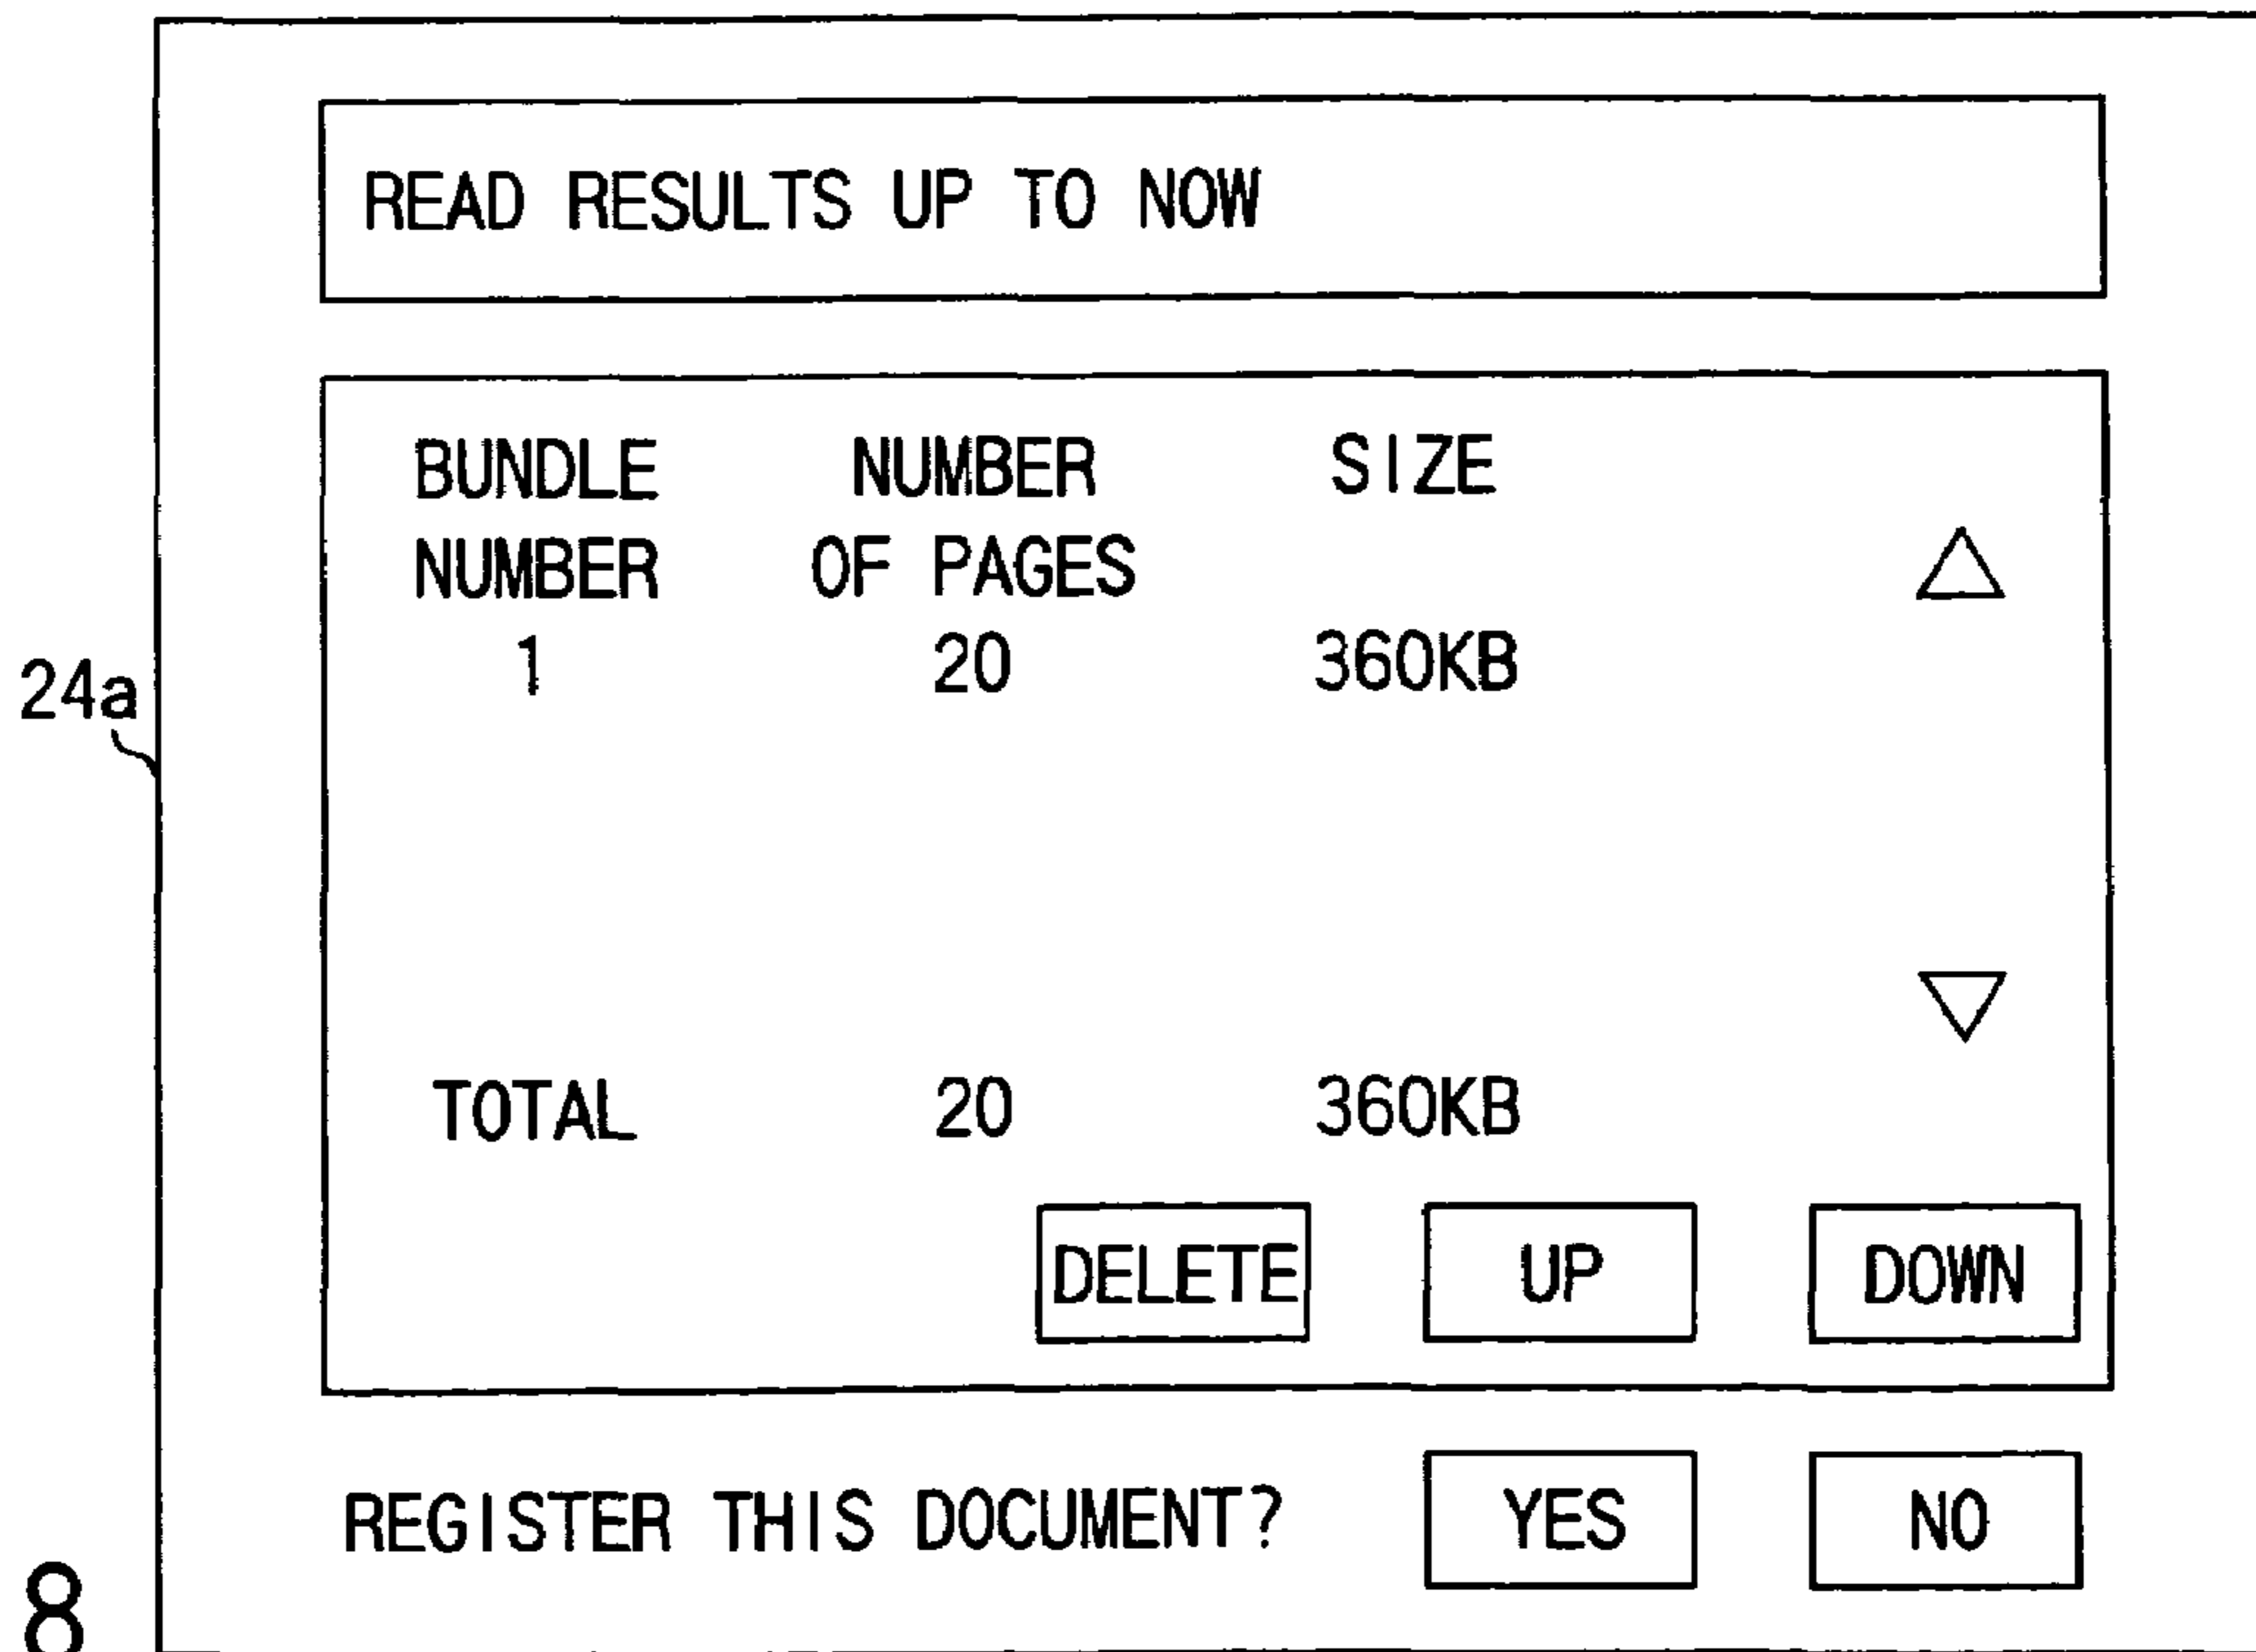 READ RESULTS UP TO NOW
BUNDLE NUMBER SIZE
NUMBER OF PAGES
1 20 360KB
24a
TOTAL 20 360KB
DELETE UP DOWN
REGISTER THIS DOCUMENT? YES NO
8